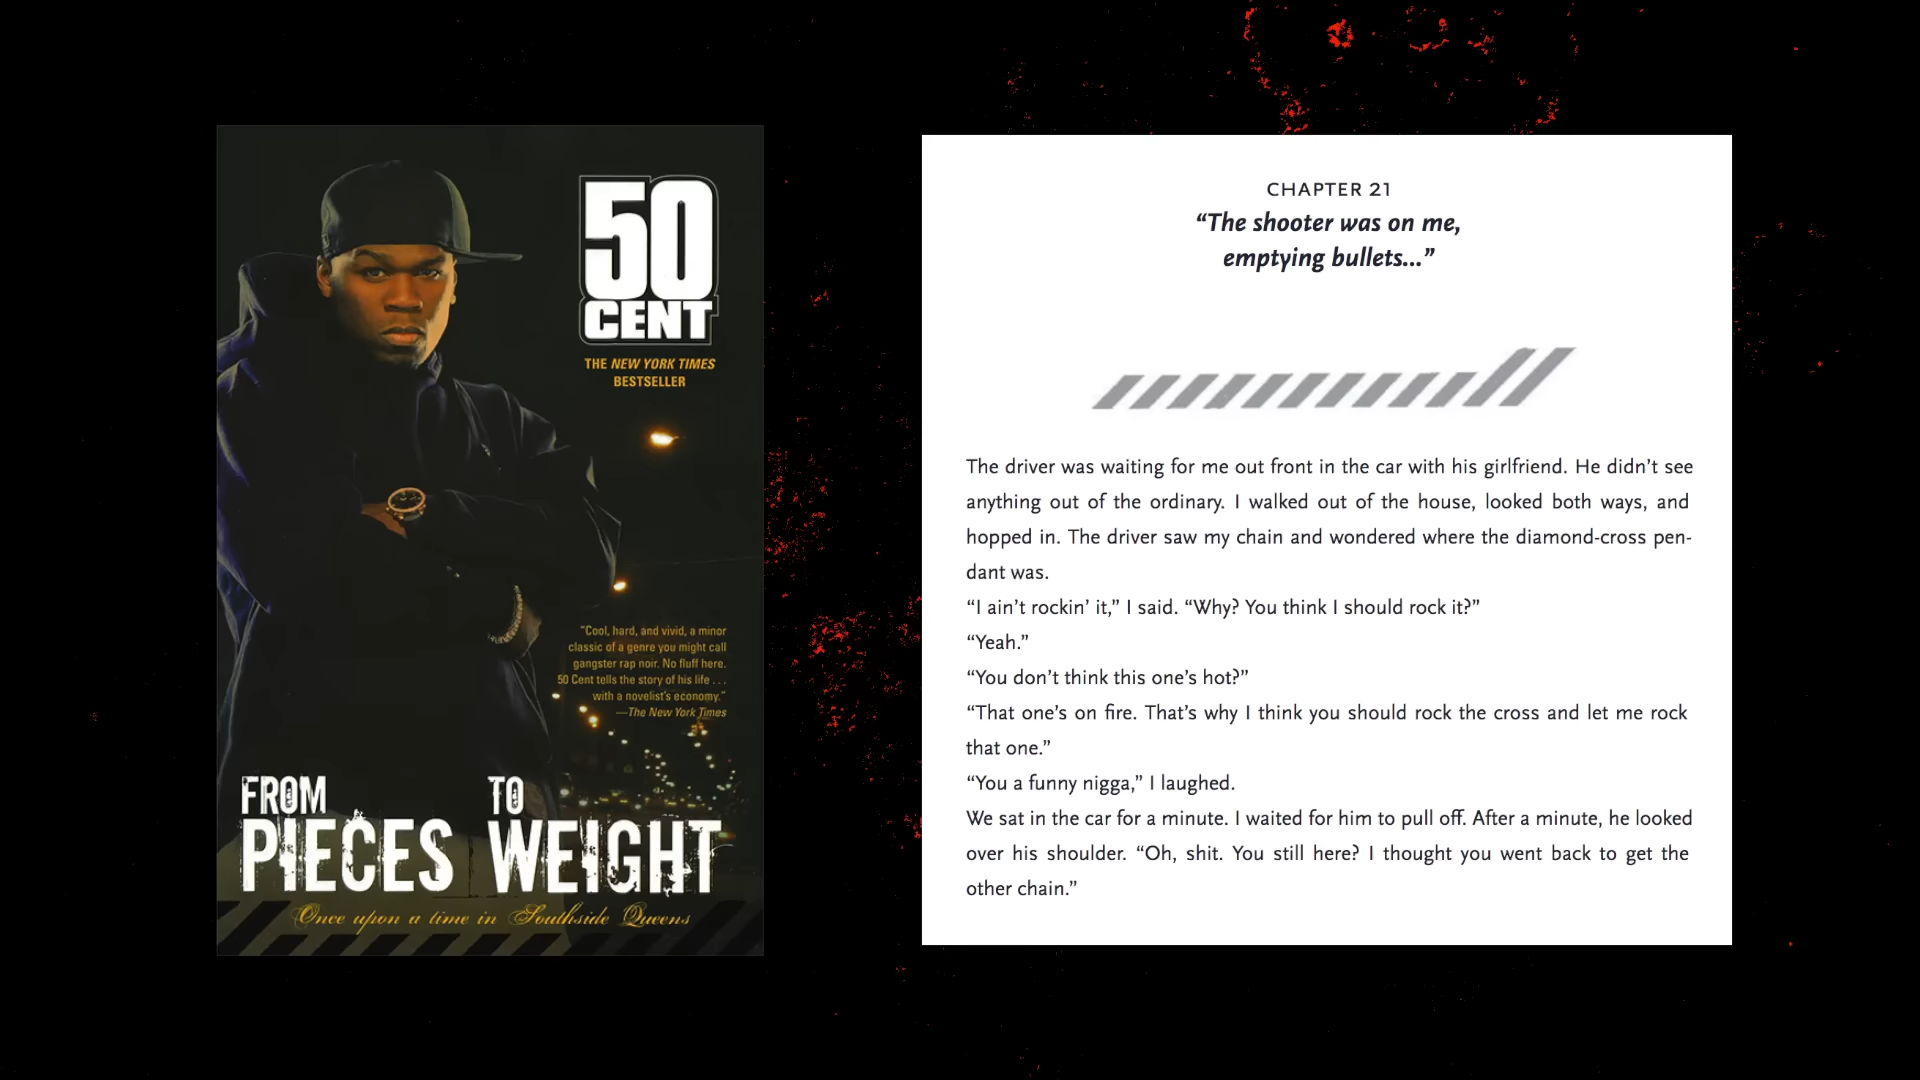 50
CENT
THE NEW YORK TIMES
BESTSELLER
“Cool, hard, and vivid, a minor
classic of a genre you might call
gangster rap noir. No fluff here.
50 Cent tells the story of his life . . .
with a novelist’s economy.”
—The New York Times
FROM TO
PIECES WEIGHT
Once upon a time in Southside Queens
CHAPTER 21
“The shooter was on me,
emptying bullets...”
The driver was waiting for me out front in the car with his girlfriend. He didn’t see
anything out of the ordinary. I walked out of the house, looked both ways, and
hopped in. The driver saw my chain and wondered where the diamond-cross pen-
dant was.
“I ain’t rockin’ it,” I said. “Why? You think I should rock it?”
“Yeah.”
“You don’t think this one’s hot?”
“That one’s on fire. That’s why I think you should rock the cross and let me rock
that one.”
“You a funny nigga,” I laughed.
We sat in the car for a minute. I waited for him to pull off. After a minute, he looked
over his shoulder. “Oh, shit. You still here? I thought you went back to get the
other chain.”